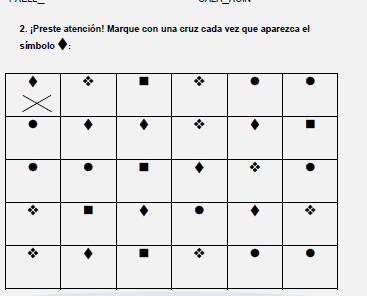 2. ¡Preste atención! Marque con una cruz cada vez que aparezca el
símbolo ♦: